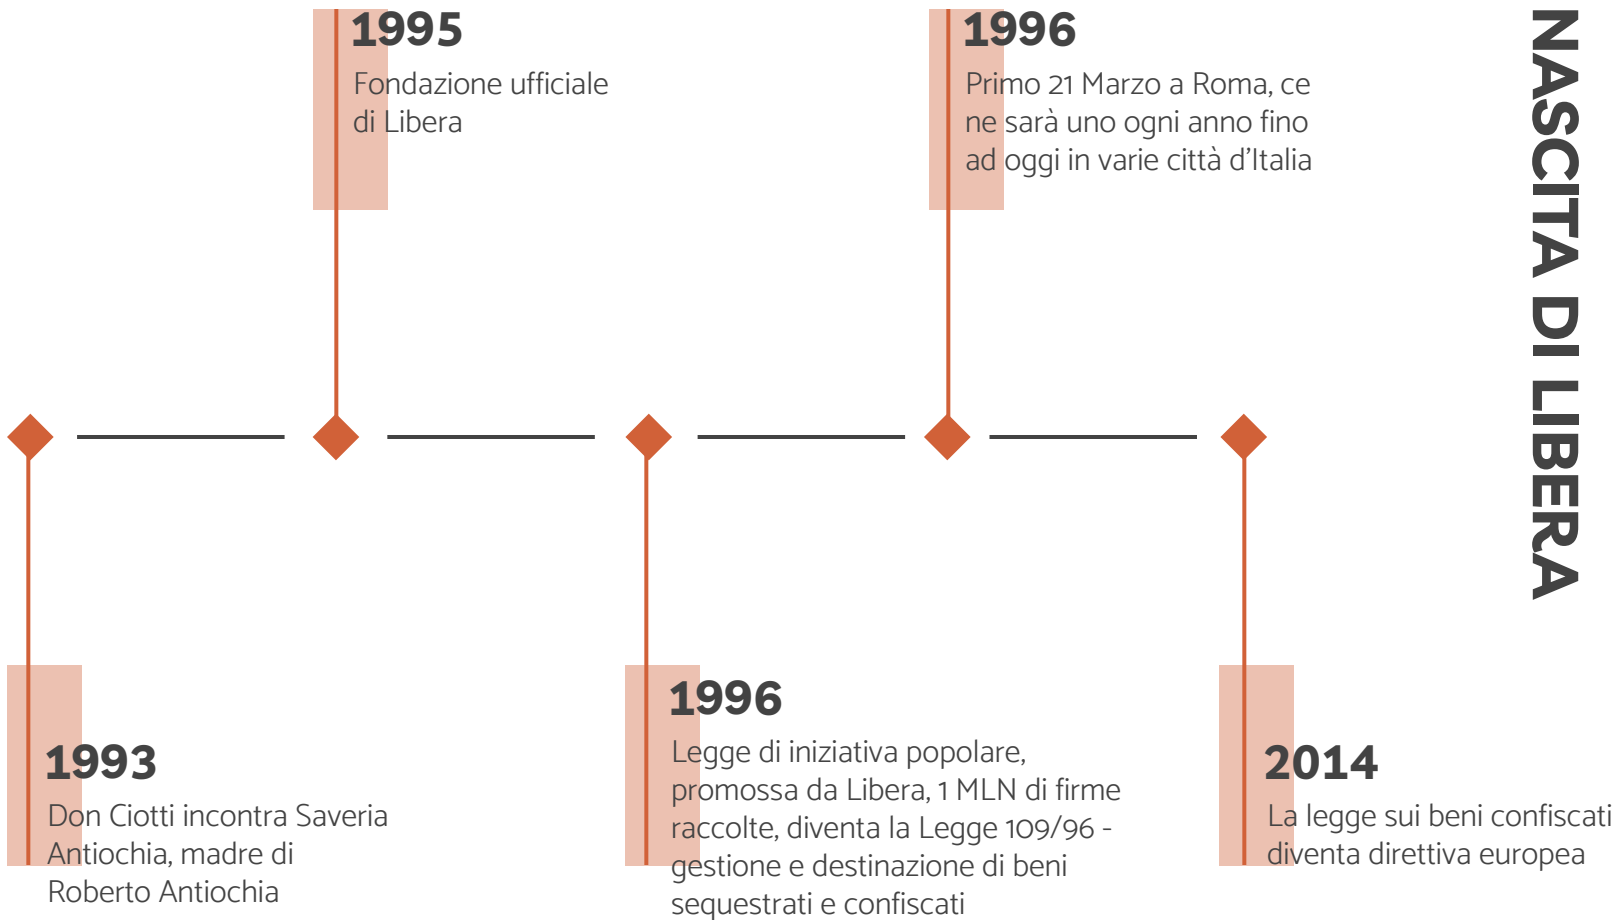 NASCITA DI LIBERA
1995
Fondazione ufficiale
di Libera
1996
Primo 21 Marzo a Roma, ce
ne sarà uno ogni anno fino
ad oggi in varie città d'Italia
1993
Don Ciotti incontra Saveria
Antiochia, madre di
Roberto Antiochia
1996
Legge di iniziativa popolare,
promossa da Libera, 1 MLN di firme
raccolte, diventa la Legge 109/96 -
gestione e destinazione di beni
sequestrati e confiscati
2014
La legge sui beni confiscati
diventa direttiva europea